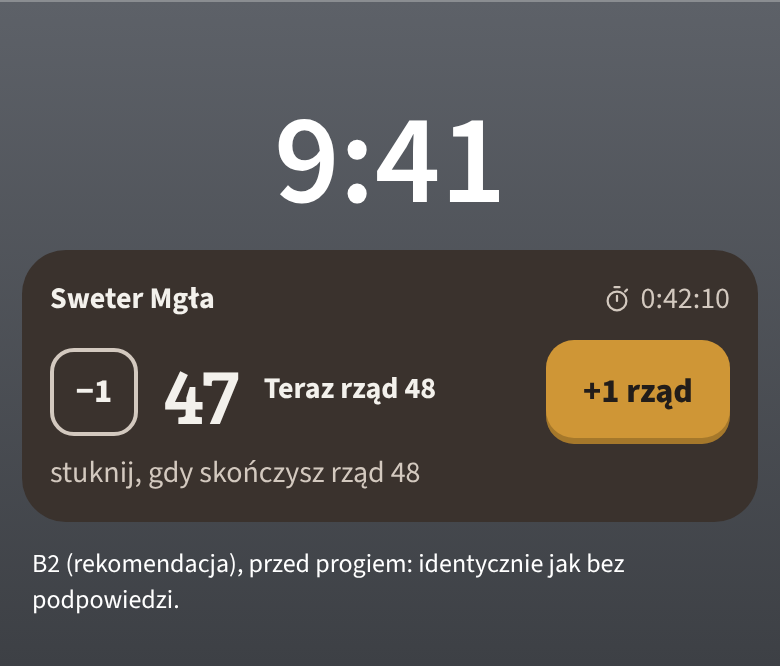 9:41
Sweter Mgła
0:42:10
−1
47
Teraz rząd 48
+1 rząd
stuknij, gdy skończysz rząd 48
B2 (rekomendacja), przed progiem: identycznie jak bez
podpowiedzi.